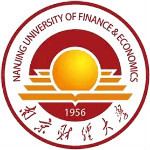 NANJING UNIVERSITY OF FINANCE & ECONOMICS
1956
南京财经大学